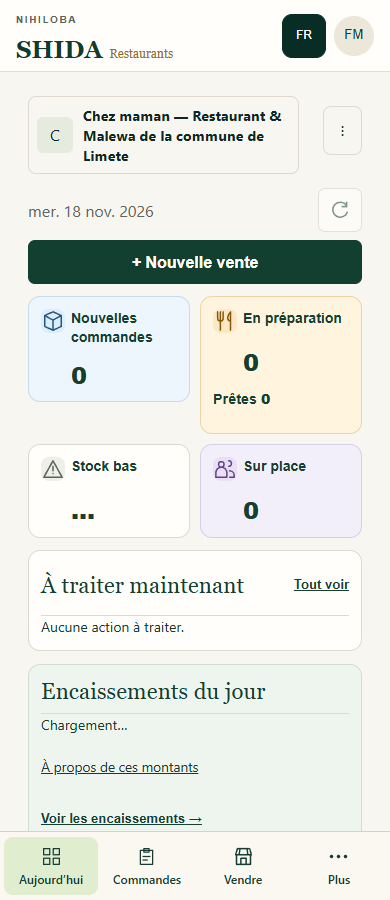 NIHILOBA
SHIDA Restaurants
FR
FM
C
Chez maman — Restaurant &
Malewa de la commune de
Limete
mer. 18 nov. 2026
+ Nouvelle vente
Nouvelles
commandes
0
En préparation
0
Prêtes 0
Stock bas
...
Sur place
0
À traiter maintenant
Tout voir
Aucune action à traiter.
Encaissements du jour
Chargement...
À propos de ces montants
Voir les encaissements →
Aujourd'hui
Commandes
Vendre
Plus